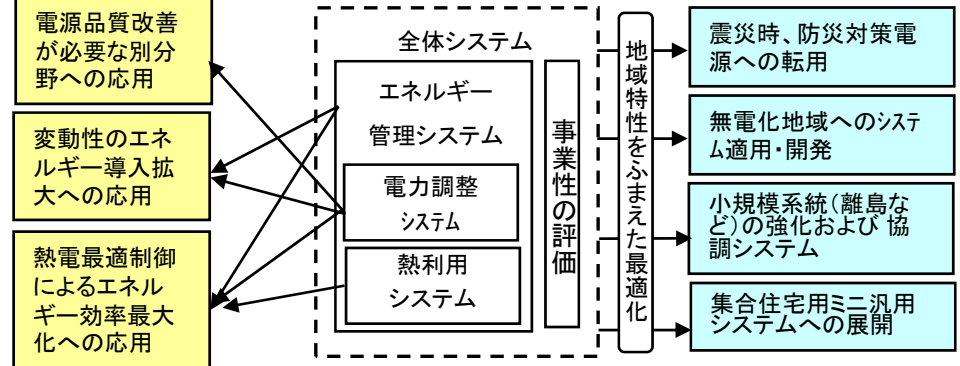 電源品質改善
が必要な別分
野への応用
変動性のエネ
ルギー導入拡
大への応用
熱電最適制御
によるエネル
ギー効率最大
化への応用
全体システム
エネルギー
管理システム
電力調整
システム
熱利用
システム
事業性の評価
地域特性をふまえた最適化
震災時、防災対策電
源への転用
無電化地域へのシステ
ム適用・開発
小規模系統(離島な
ど)の強化および 協
調システム
集合住宅用ミニ汎用
システムへの展開